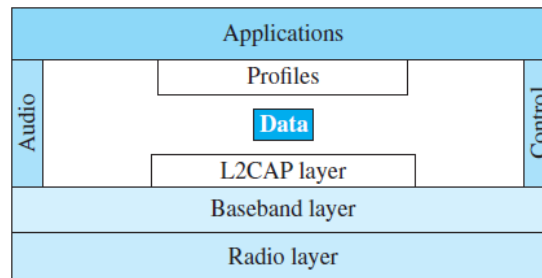 Applications
Profiles
Audio
Data
Control
L2CAP layer
Baseband layer
Radio layer